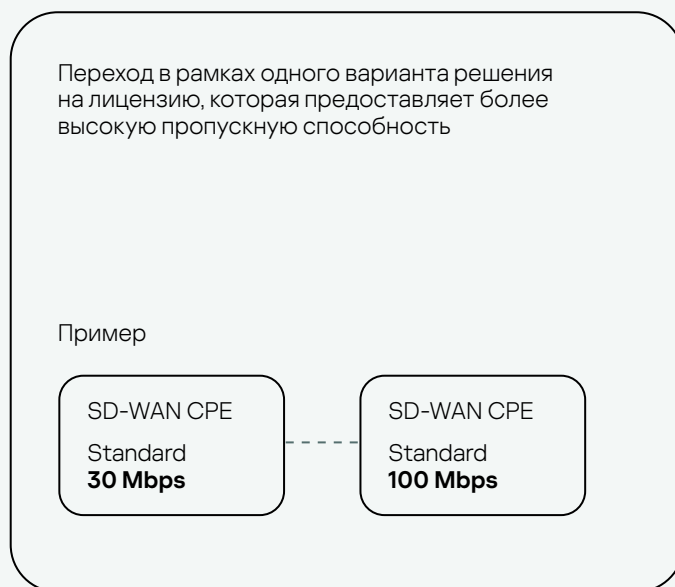 Переход в рамках одного варианта решения
на лицензию, которая предоставляет более
высокую пропускную способность
Пример
SD-WAN CPE
Standard
30 Mbps
SD-WAN CPE
Standard
100 Mbps